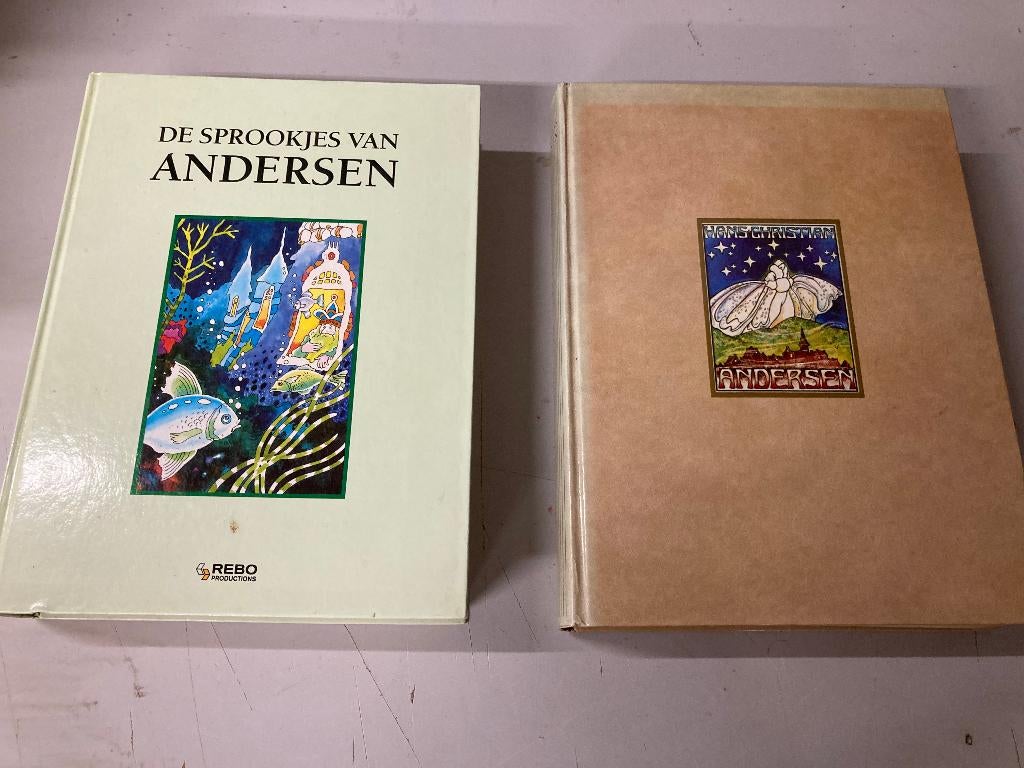 DE SPROOKJES VAN
ANDERSEN
REBO
PRODUCTIONS
HANS CHRISTIAN
ANDERSEN